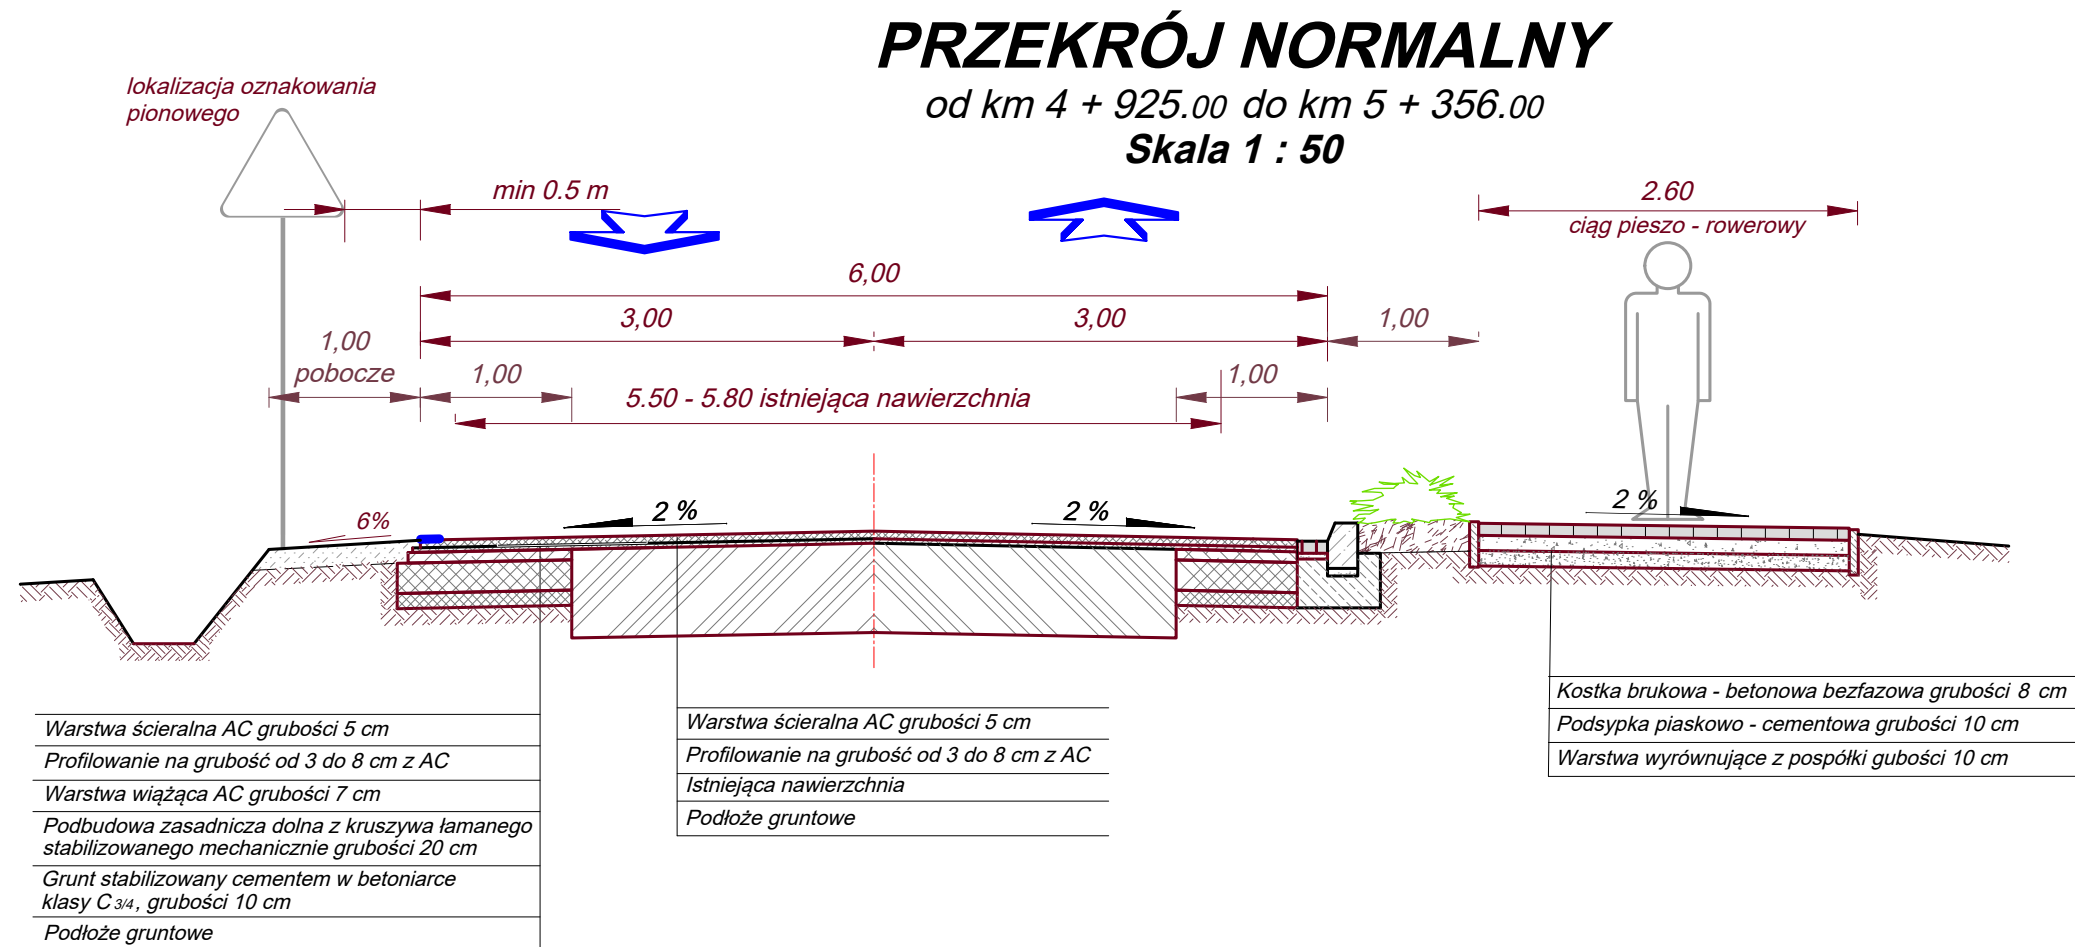 PRZEKRÓJ NORMALNY
od km 4 + 925.00 do km 5 + 356.00
Skala 1 : 50
lokalizacja oznakowania
pionowego
min 0.5 m
2.60
ciąg pieszo - rowerowy
6,00
3,00
3,00
1,00
1,00
pobocze
1,00
5.50 - 5.80 istniejąca nawierzchnia
1,00
6%
2 %
2 %
2 %
Warstwa ścieralna AC grubości 5 cm
Profilowanie na grubość od 3 do 8 cm z AC
Warstwa wiążąca AC grubości 7 cm
Podbudowa zasadnicza dolna z kruszywa łamanego
stabilizowanego mechanicznie grubości 20 cm
Grunt stabilizowany cementem w betoniarce
klasy C 3/4 , grubości 10 cm
Podłoże gruntowe
Warstwa ścieralna AC grubości 5 cm
Profilowanie na grubość od 3 do 8 cm z AC
Istniejąca nawierzchnia
Podłoże gruntowe
Kostka brukowa - betonowa bezfazowa grubości 8 cm
Podsypka piaskowo - cementowa grubości 10 cm
Warstwa wyrównujące z pospółki gubości 10 cm